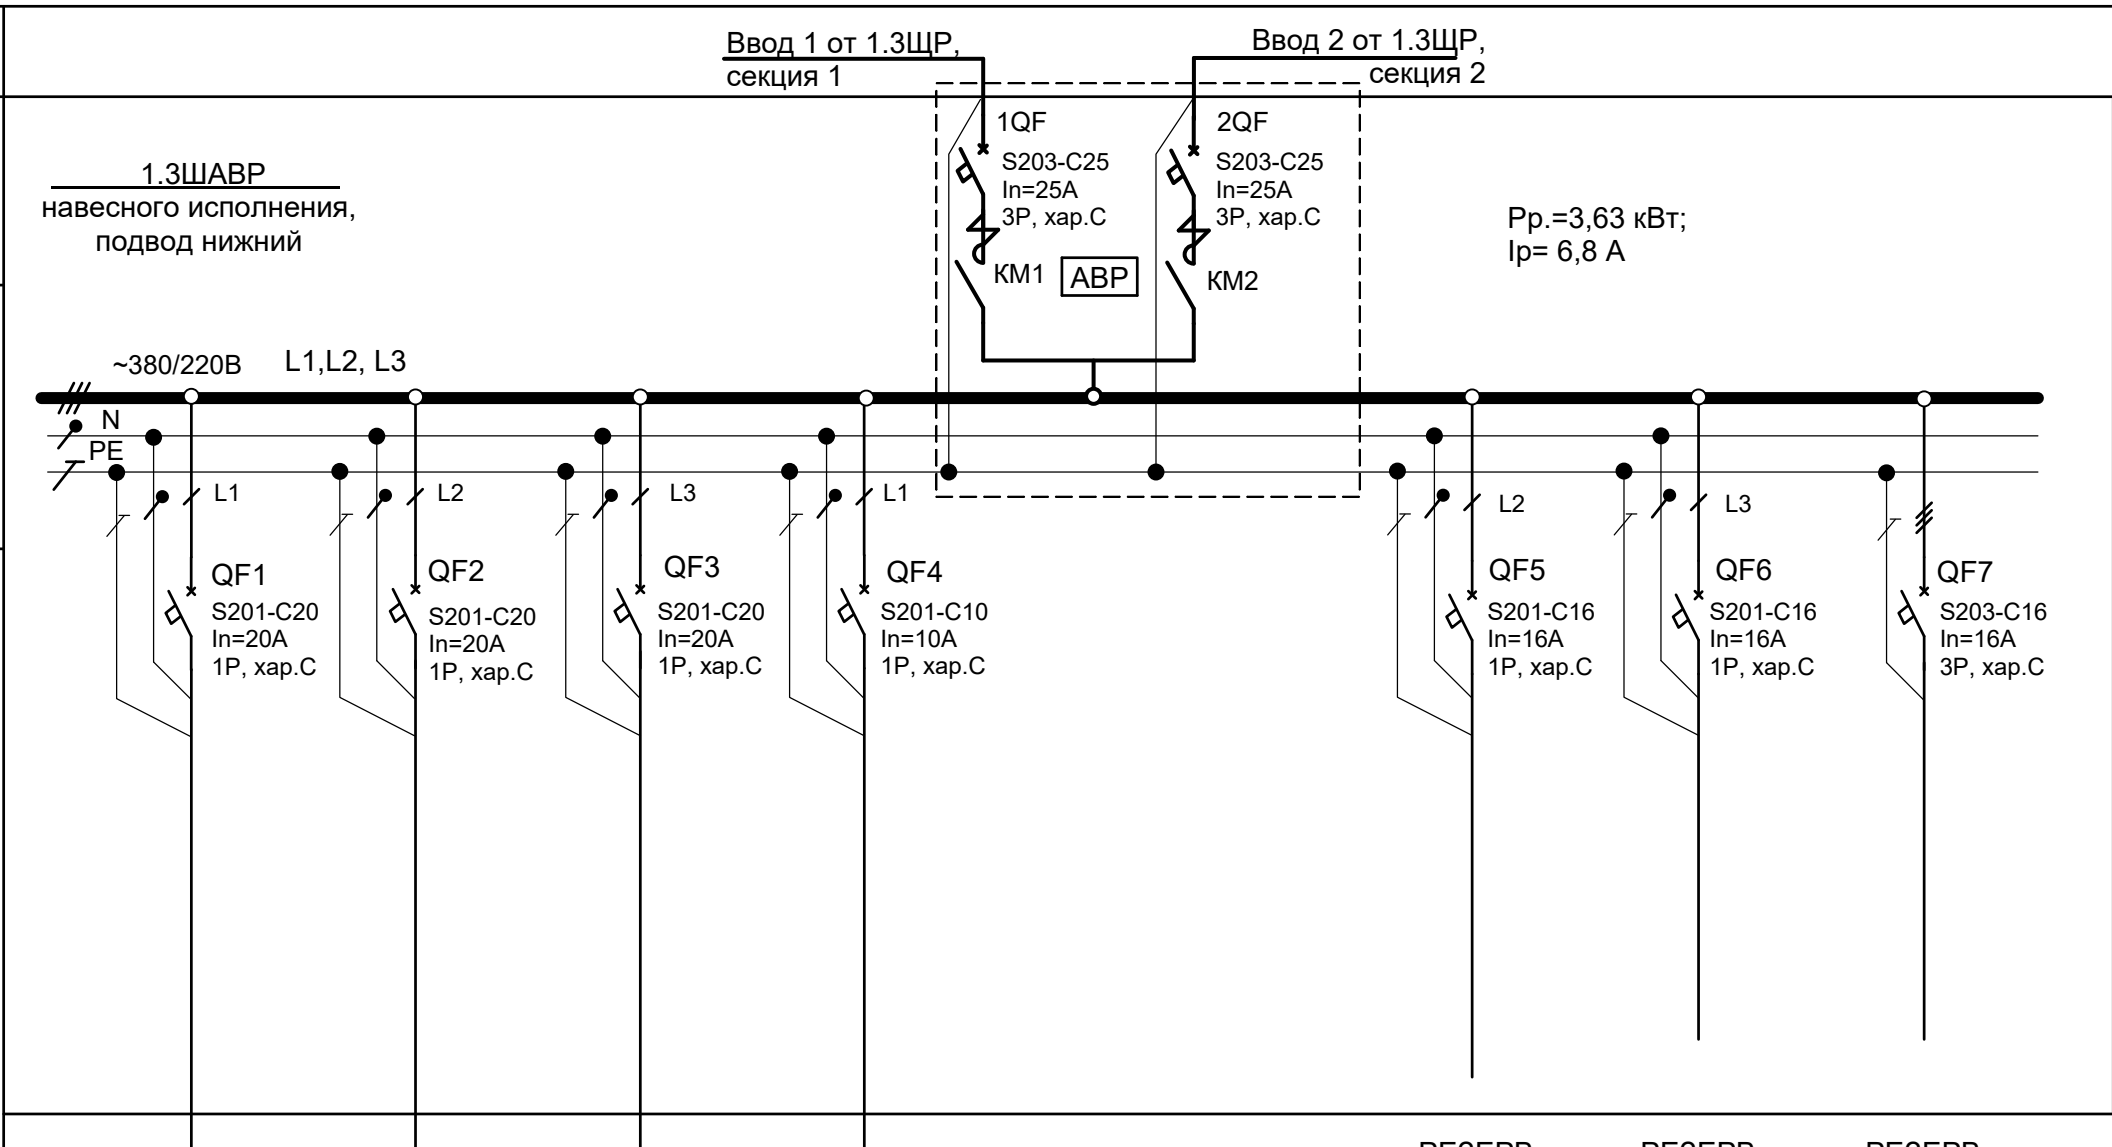 Ввод 1 от 1.3ЩР,
секция 1
Ввод 2 от 1.3ЩР,
секция 2
1.3ШАВР
навесного исполнения,
подвод нижний
1QF
S203-C25
In=25A
3P, хар.С
КМ1
АВР
2QF
S203-C25
In=25A
3P, хар.С
КМ2
Рр.=3,63 кВт;
Iр= 6,8 А
~380/220В
L1,L2, L3
N
PE
L1
L2
L3
L1
L2
L3
QF1
S201-C20
In=20A
1P, хар.С
QF2
S201-C20
In=20A
1P, хар.С
QF3
S201-C20
In=20A
1P, хар.С
QF4
S201-C10
In=10A
1P, хар.С
QF5
S201-C16
In=16A
1P, хар.С
QF6
S201-C16
In=16A
1P, хар.С
QF7
S203-C16
In=16A
3P, хар.С
РЕЗЕРВ
РЕЗЕРВ
РЕЗЕРВ